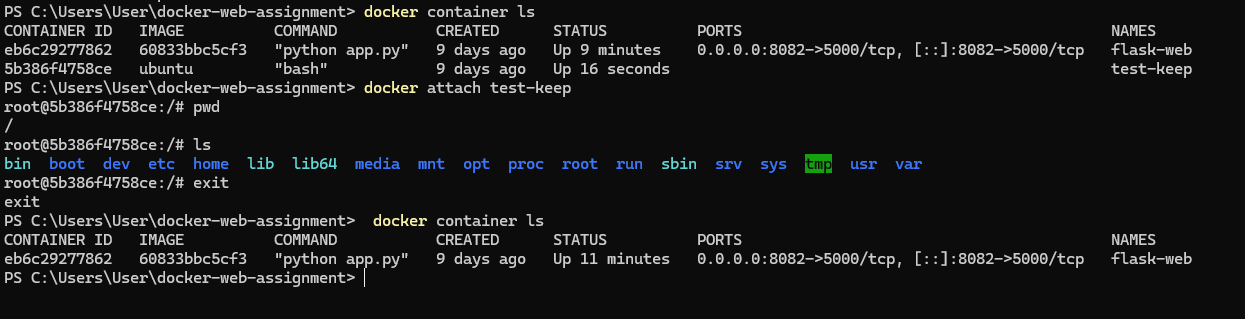 PS C:\Users\User\docker-web-assignment> docker container ls
CONTAINER ID   IMAGE          COMMAND           CREATED      STATUS          PORTS                                         NAMES
eb6c29277862   60833bbc5cf3   "python app.py"   9 days ago   Up 9 minutes    0.0.0.0:8082->5000/tcp, [::]:8082->5000/tcp   flask-web
5b386f4758ce   ubuntu         "bash"            9 days ago   Up 16 seconds                                                 test-keep
PS C:\Users\User\docker-web-assignment> docker attach test-keep
root@5b386f4758ce:/# pwd
/
root@5b386f4758ce:/# ls
bin  boot  dev  etc  home  lib  lib64  media  mnt  opt  proc  root  run  sbin  srv  sys  tmp  usr  var
root@5b386f4758ce:/# exit
exit
PS C:\Users\User\docker-web-assignment>  docker container ls
CONTAINER ID   IMAGE          COMMAND           CREATED      STATUS          PORTS                                         NAMES
eb6c29277862   60833bbc5cf3   "python app.py"   9 days ago   Up 11 minutes   0.0.0.0:8082->5000/tcp, [::]:8082->5000/tcp   flask-web
PS C:\Users\User\docker-web-assignment>